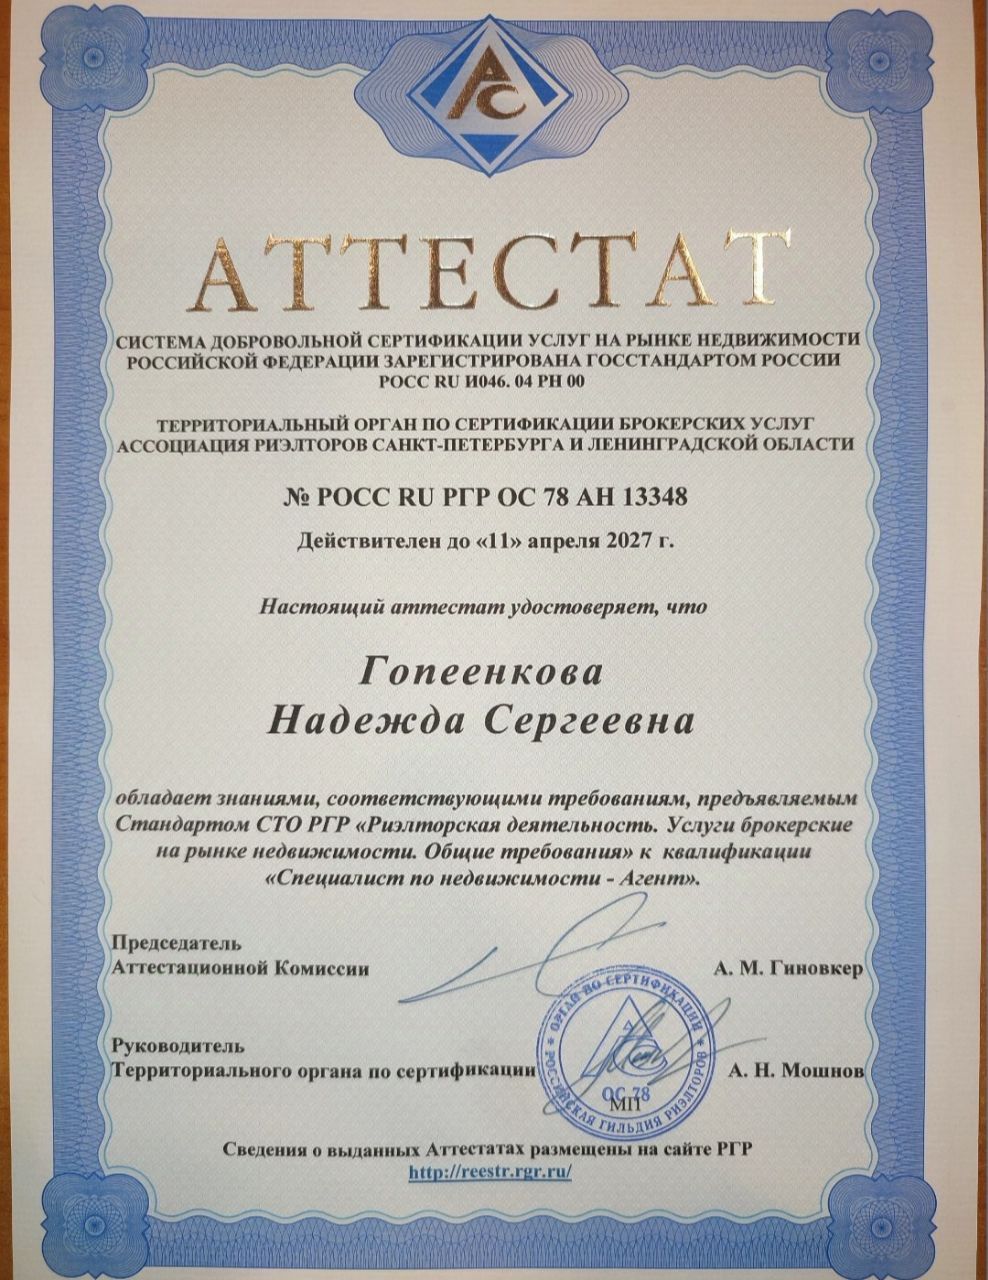 АС
АТТЕСТАТ
СИСТЕМА ДОБРОВОЛЬНОЙ СЕРТИФИКАЦИИ УСЛУГ НА РЫНКЕ НЕДВИЖИМОСТИ
РОССИЙСКОЙ ФЕДЕРАЦИИ ЗАРЕГИСТРИРОВАНА ГОССТАНДАРТОМ РОССИИ
РОСС RU И046. 04 РН 00
ТЕРРИТОРИАЛЬНЫЙ ОРГАН ПО СЕРТИФИКАЦИИ БРОКЕРСКИХ УСЛУГ
АССОЦИАЦИЯ РИЭЛТОРОВ САНКТ-ПЕТЕРБУРГА И ЛЕНИНГРАДСКОЙ ОБЛАСТИ
№ РОСС RU РГР ОС 78 АН 13348
Действителен до «11» апреля 2027 г.
Настоящий аттестат удостоверяет, что
Гопеенкова
Надежда Сергеевна
обладает знаниями, соответствующими требованиям, предъявляемым
Стандартом СТО РГР «Риэлторская деятельность. Услуги брокерские
на рынке недвижимости. Общие требования» к квалификации
«Специалист по недвижимости - Агент».
Председатель
Аттестационной Комиссии
А. М. Гиновкер
Руководитель
Территориального органа по сертификации
А. Н. Мошнов
ОРГАН ПО СЕРТИФИКАЦИИ
РОССИЙСКАЯ ГИЛЬДИЯ РИЭЛТОРОВ
ОС 78
МП
Сведения о выданных Аттестатах размещены на сайте РГР
http://reestr.rgr.ru/